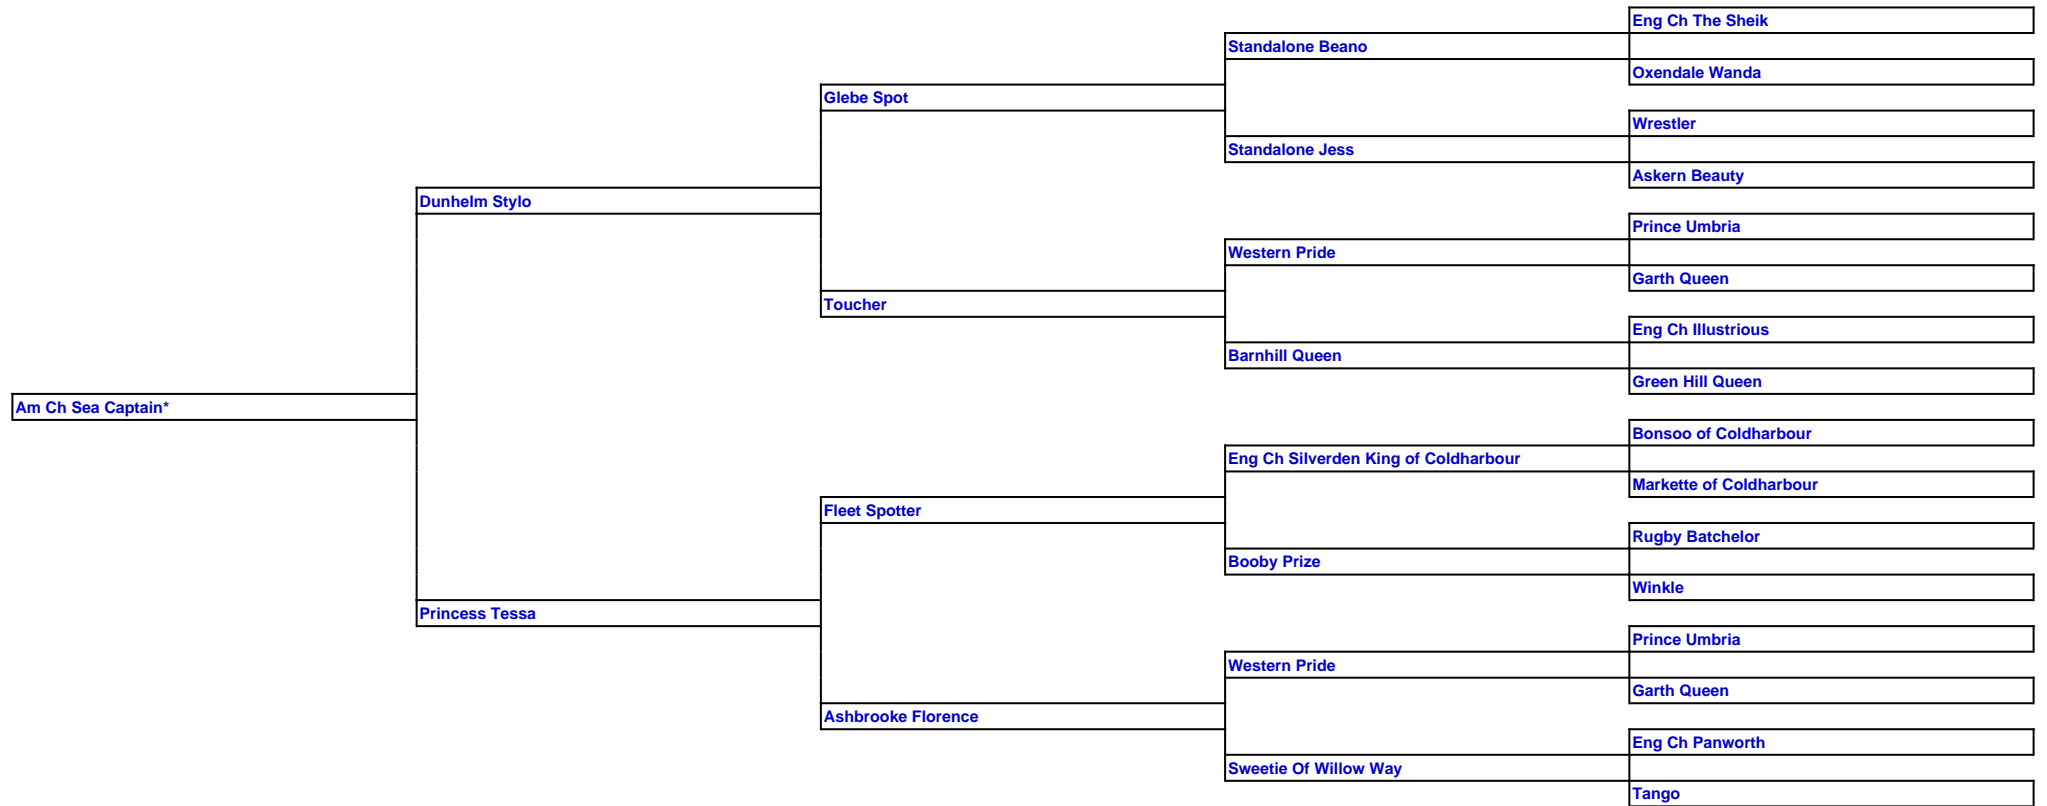 Eng Ch The Sheik
Standalone Beano
Oxendale Wanda
Glebe Spot
Wrestler
Standalone Jess
Askern Beauty
Dunhelm Stylo
Prince Umbria
Western Pride
Garth Queen
Toucher
Eng Ch Illustrious
Barnhill Queen
Green Hill Queen
Am Ch Sea Captain*
Bonsoo of Coldharbour
Eng Ch Silverden King of Coldharbour
Markette of Coldharbour
Fleet Spotter
Rugby Batchelor
Booby Prize
Winkle
Princess Tessa
Prince Umbria
Western Pride
Garth Queen
Ashbrooke Florence
Eng Ch Panworth
Sweetie Of Willow Way
Tango